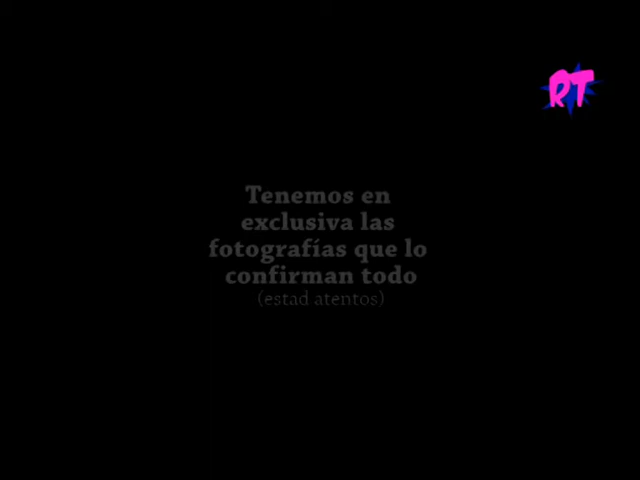 RT
Tenemos en
exclusiva las
fotografías que lo
confirman todo
(estad atentos)